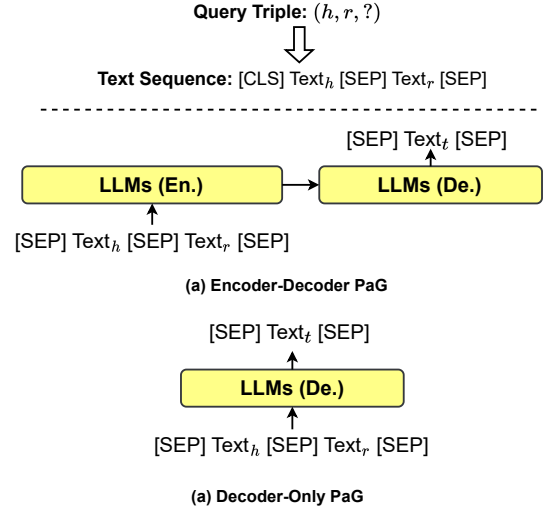 Query Triple: (h, r, ?)
Text Sequence: [CLS] Text_h [SEP] Text_r [SEP]
[SEP] Text_t [SEP]
LLMs (En.) LLMs (De.)
[SEP] Text_h [SEP] Text_r [SEP]
(a) Encoder-Decoder PaG
[SEP] Text_t [SEP]
LLMs (De.)
[SEP] Text_h [SEP] Text_r [SEP]
(a) Decoder-Only PaG